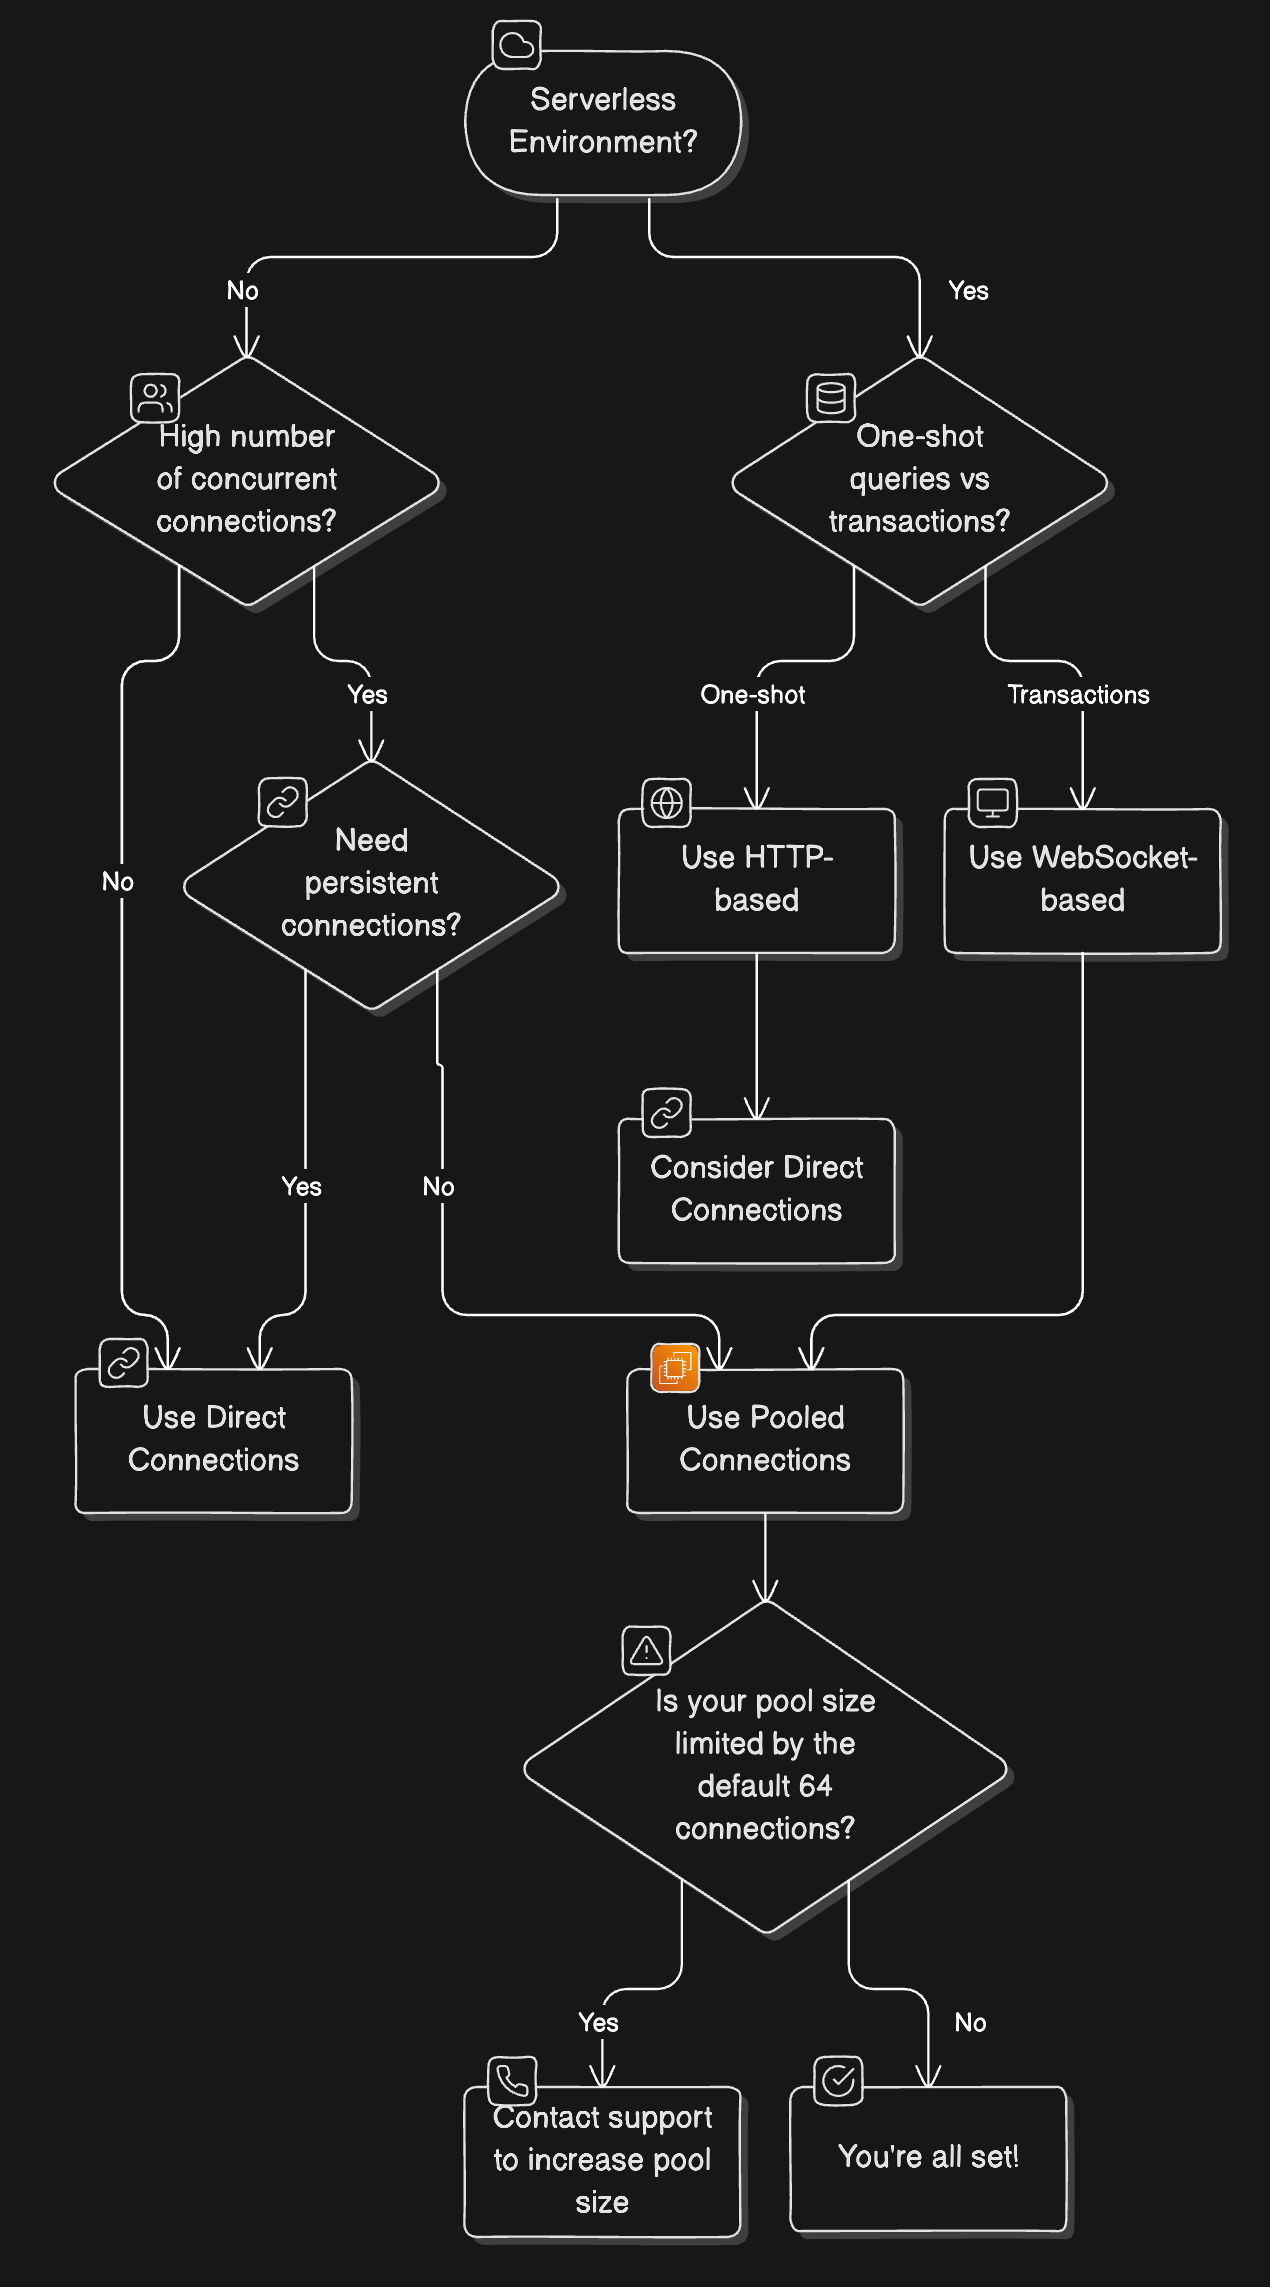 Serverless
Environment?
No
Yes
High number
of concurrent
connections?
One-shot
queries vs
transactions?
Yes
One-shot
Transactions
Need
persistent
connections?
Use HTTP-
based
Use WebSocket-
based
No
Consider Direct
Connections
Yes
No
Use Direct
Connections
Use Pooled
Connections
Is your pool size
limited by the
default 64
connections?
Yes
No
Contact support
to increase pool
size
You're all set!